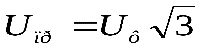 Uïð = Uô √3